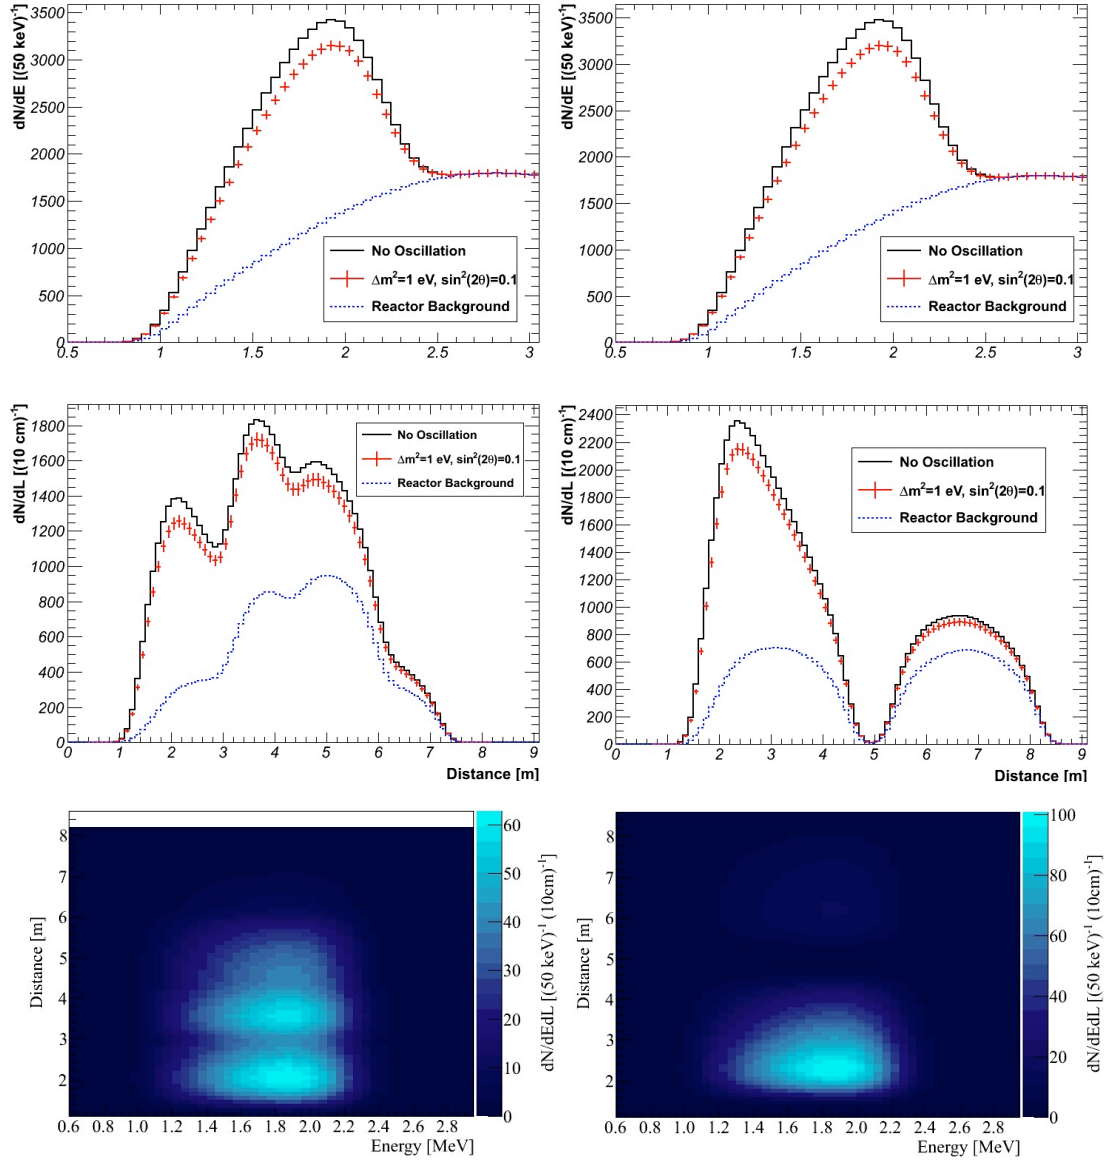 dN/dE [(50 keV)⁻¹]
3500
3000
2500
2000
1500
1000
500
0
No Oscillation
Δm²=1 eV, sin²(2θ)=0.1
Reactor Background
0.5 1 1.5 2 2.5 3
dN/dE [(50 keV)⁻¹]
3500
3000
2500
2000
1500
1000
500
0
No Oscillation
Δm²=1 eV, sin²(2θ)=0.1
Reactor Background
0.5 1 1.5 2 2.5 3
dN/dL [(10 cm)⁻¹]
1800
1600
1400
1200
1000
800
600
400
200
0
No Oscillation
Δm²=1 eV, sin²(2θ)=0.1
Reactor Background
0 1 2 3 4 5 6 7 8 9
Distance [m]
dN/dL [(10 cm)⁻¹]
2400
2200
2000
1800
1600
1400
1200
1000
800
600
400
200
0
No Oscillation
Δm²=1 eV, sin²(2θ)=0.1
Reactor Background
0 1 2 3 4 5 6 7 8 9
Distance [m]
Distance [m]
8
7
6
5
4
3
2
0.6 0.8 1.0 1.2 1.4 1.6 1.8 2.0 2.2 2.4 2.6 2.8
Energy [MeV]
60
50
40
30
20
10
0
dN/dEdL [(50 keV)⁻¹ (10cm)⁻¹]
Distance [m]
8
7
6
5
4
3
2
0.6 0.8 1.0 1.2 1.4 1.6 1.8 2.0 2.2 2.4 2.6 2.8
Energy [MeV]
100
80
60
40
20
0
dN/dEdL [(50 keV)⁻¹ (10cm)⁻¹]